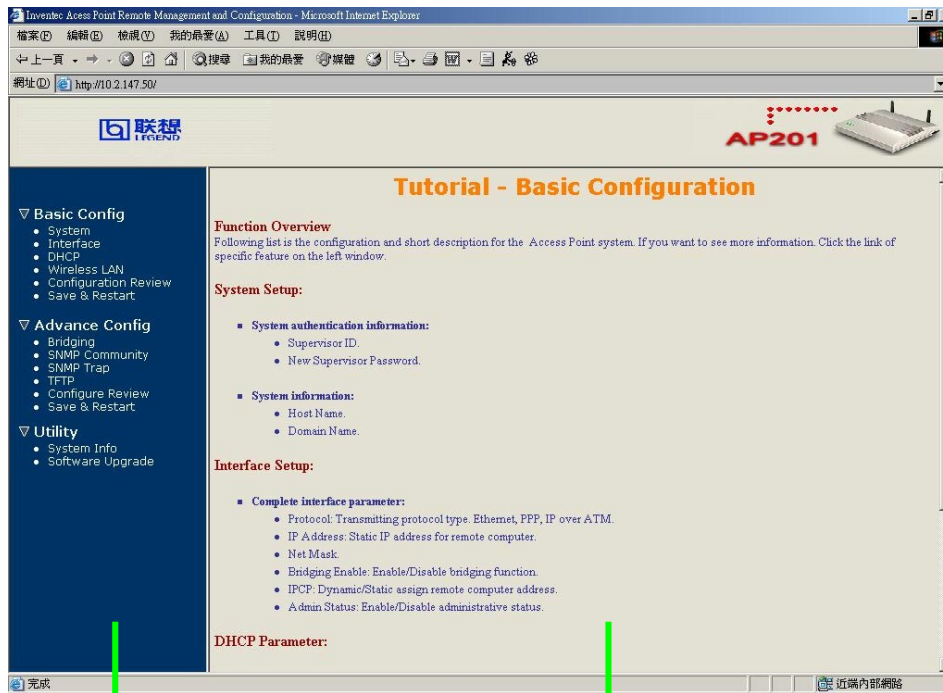 Inventec Acess Point Remote Management and Configuration - Microsoft Internet Explorer
檔案(F) 編輯(E) 檢視(V) 我的最愛(A) 工具(T) 說明(H)
上一頁 搜尋 我的最愛 媒體
網址(D) http://10.2.147.50/
联想
LEGEND
AP201
▽ Basic Config
• System
• Interface
• DHCP
• Wireless LAN
• Configuration Review
• Save & Restart
▽ Advance Config
• Bridging
• SNMP Community
• SNMP Trap
• TFTP
• Configure Review
• Save & Restart
▽ Utility
• System Info
• Software Upgrade
Tutorial - Basic Configuration
Function Overview
Following list is the configuration and short description for the Access Point system. If you want to see more information. Click the link of
specific feature on the left window.
System Setup:
▪ System authentication information:
• Supervisor ID.
• New Supervisor Password.
▪ System information:
• Host Name.
• Domain Name.
Interface Setup:
▪ Complete interface parameter:
• Protocol: Transmitting protocol type. Ethernet, PPP, IP over ATM.
• IP Address: Static IP address for remote computer.
• Net Mask.
• Bridging Enable: Enable/Disable bridging function.
• IPCP: Dynamic/Static assign remote computer address.
• Admin Status: Enable/Disable administrative status.
DHCP Parameter:
完成 近端內部網路